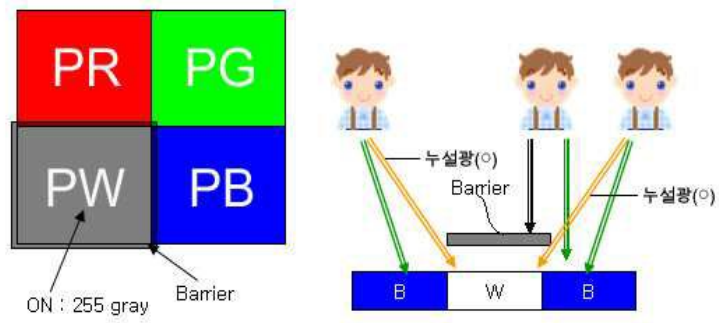 PR
PG
PW
PB
ON : 255 gray
Barrier
누설광(○)
Barrier
누설광(○)
B
W
B